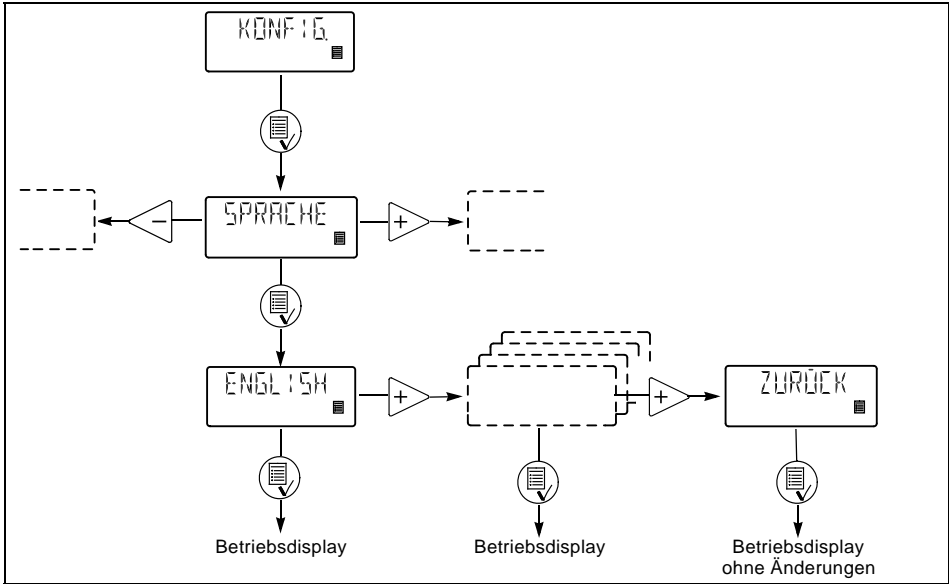 KONFIG.
−
SPRACHE
+
ENGLISH
+
+
ZURÜCK
Betriebsdisplay
Betriebsdisplay
Betriebsdisplay
ohne Änderungen